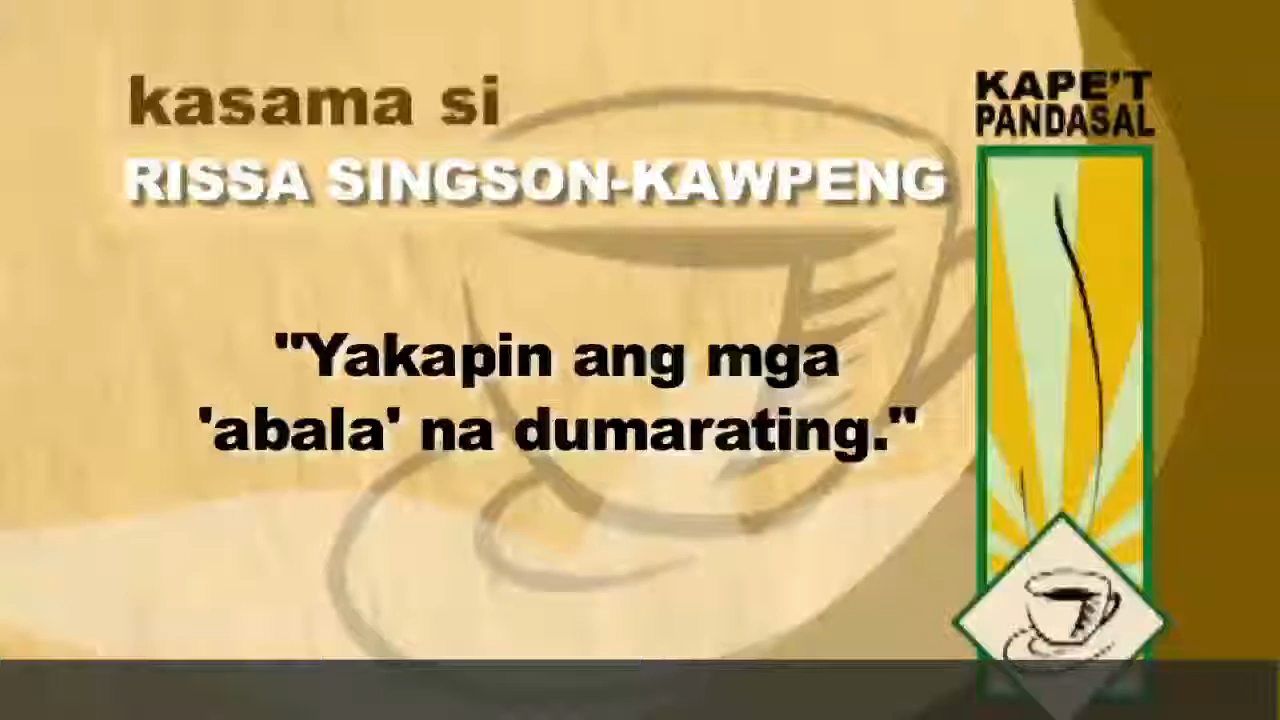 kasama si
RISSA SINGSON-KAWPENG
KAPE'T
PANDASAL
"Yakapin ang mga
'abala' na dumarating."